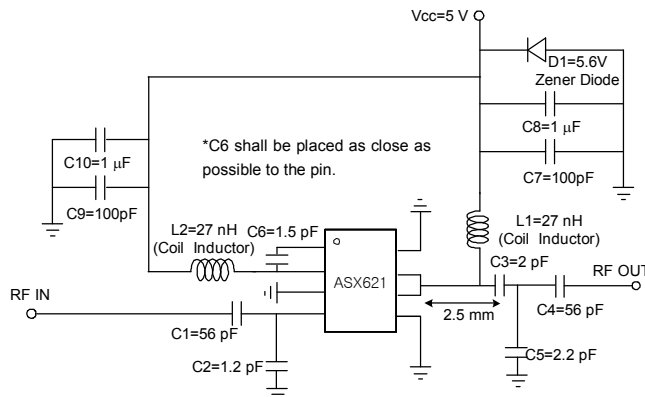 Vcc=5 V
D1=5.6V
Zener Diode
C8=1 μF
C7=100pF
*C6 shall be placed as close as
possible to the pin.
C10=1 μF
C9=100pF
L2=27 nH
(Coil Inductor)
C6=1.5 pF
L1=27 nH
(Coil Inductor)
ASX621
C3=2 pF
RF OUT
RF IN
2.5 mm
C4=56 pF
C1=56 pF
C2=1.2 pF
C5=2.2 pF